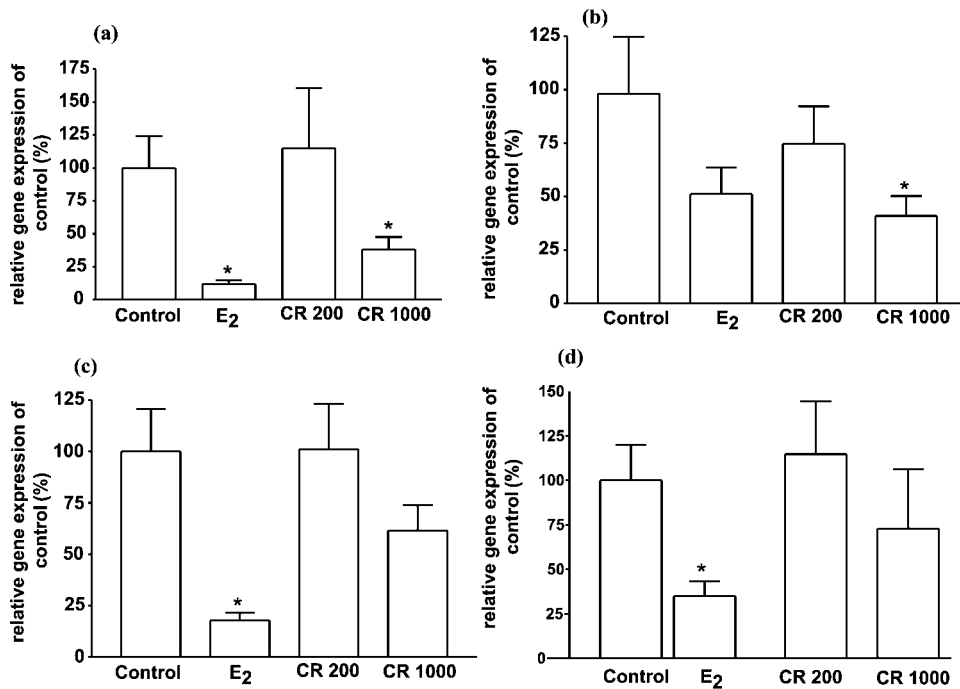 (a)
relative gene expression of
control (%)
175
150
125
100
75
50
25
0
*
*
Control
E2
CR 200
CR 1000
(b)
relative gene expression of
control (%)
125
100
75
50
25
0
*
Control
E2
CR 200
CR 1000
(c)
relative gene expression of
control (%)
125
100
75
50
25
0
*
Control
E2
CR 200
CR 1000
(d)
relative gene expression of
control (%)
150
125
100
75
50
25
0
*
Control
E2
CR 200
CR 1000